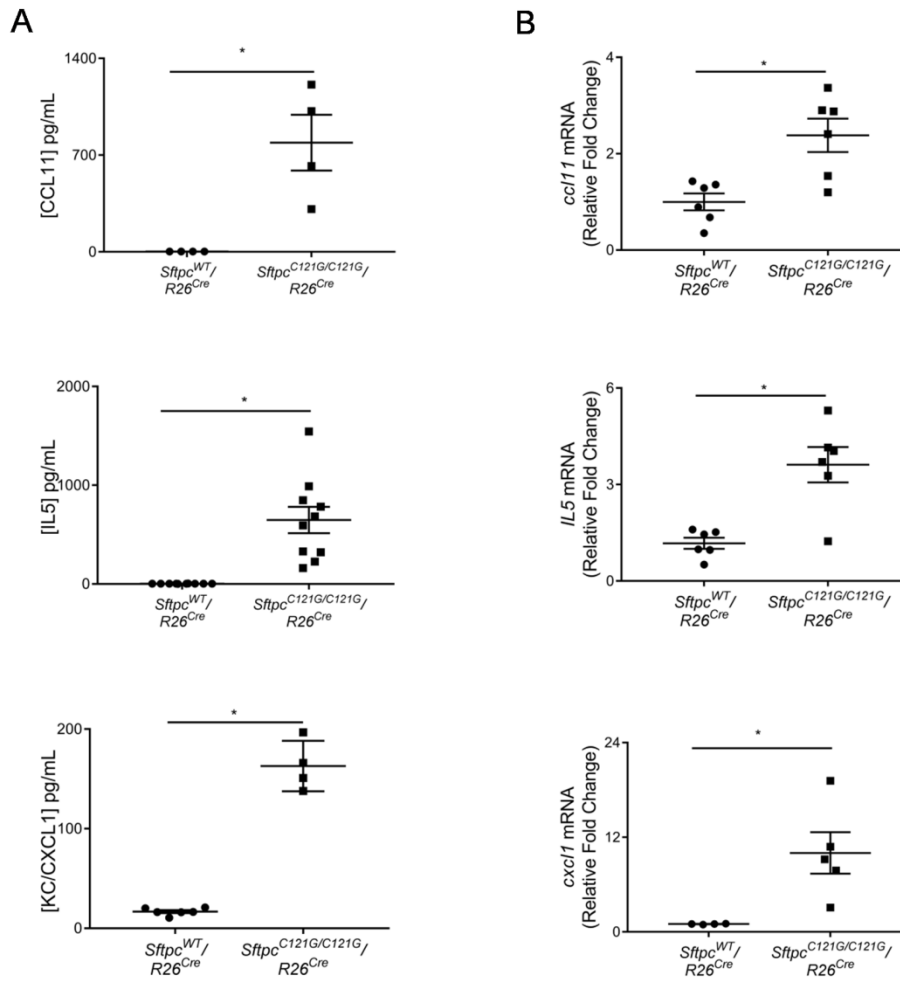 A
B
*
1400
700
0
[CCL11] pg/mL
Sftpc^WT/
R26^Cre
Sftpc^C121G/C121G/
R26^Cre
*
4
2
0
ccl11 mRNA
(Relative Fold Change)
Sftpc^WT/
R26^Cre
Sftpc^C121G/C121G/
R26^Cre
*
2000
1000
0
[IL5] pg/mL
Sftpc^WT/
R26^Cre
Sftpc^C121G/C121G/
R26^Cre
*
6
3
0
IL5 mRNA
(Relative Fold Change)
Sftpc^WT/
R26^Cre
Sftpc^C121G/C121G/
R26^Cre
*
200
100
0
[KC/CXCL1] pg/mL
Sftpc^WT/
R26^Cre
Sftpc^C121G/C121G/
R26^Cre
*
24
12
0
cxcl1 mRNA
(Relative Fold Change)
Sftpc^WT/
R26^Cre
Sftpc^C121G/C121G/
R26^Cre